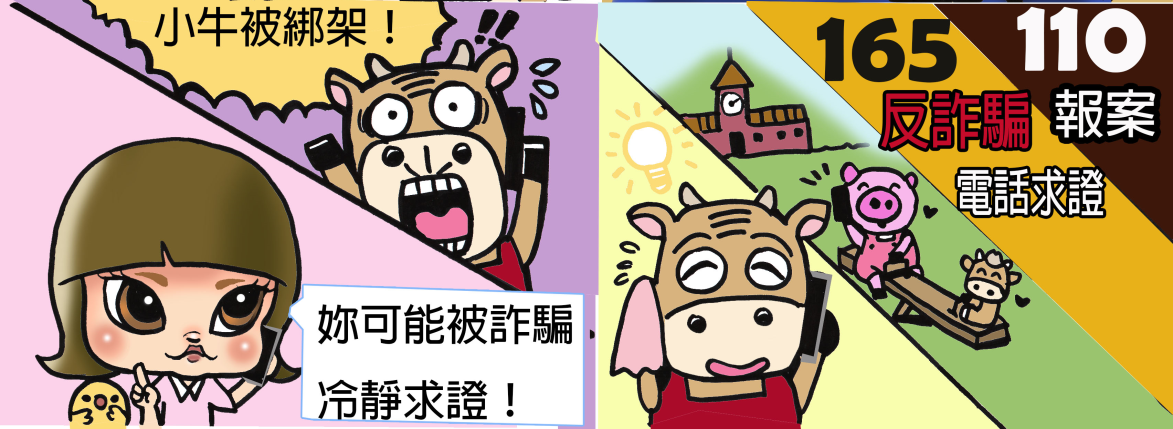 小牛被綁架！
!!
妳可能被詐騙，
冷靜求證！
165
反詐騙
110
報案
電話求證